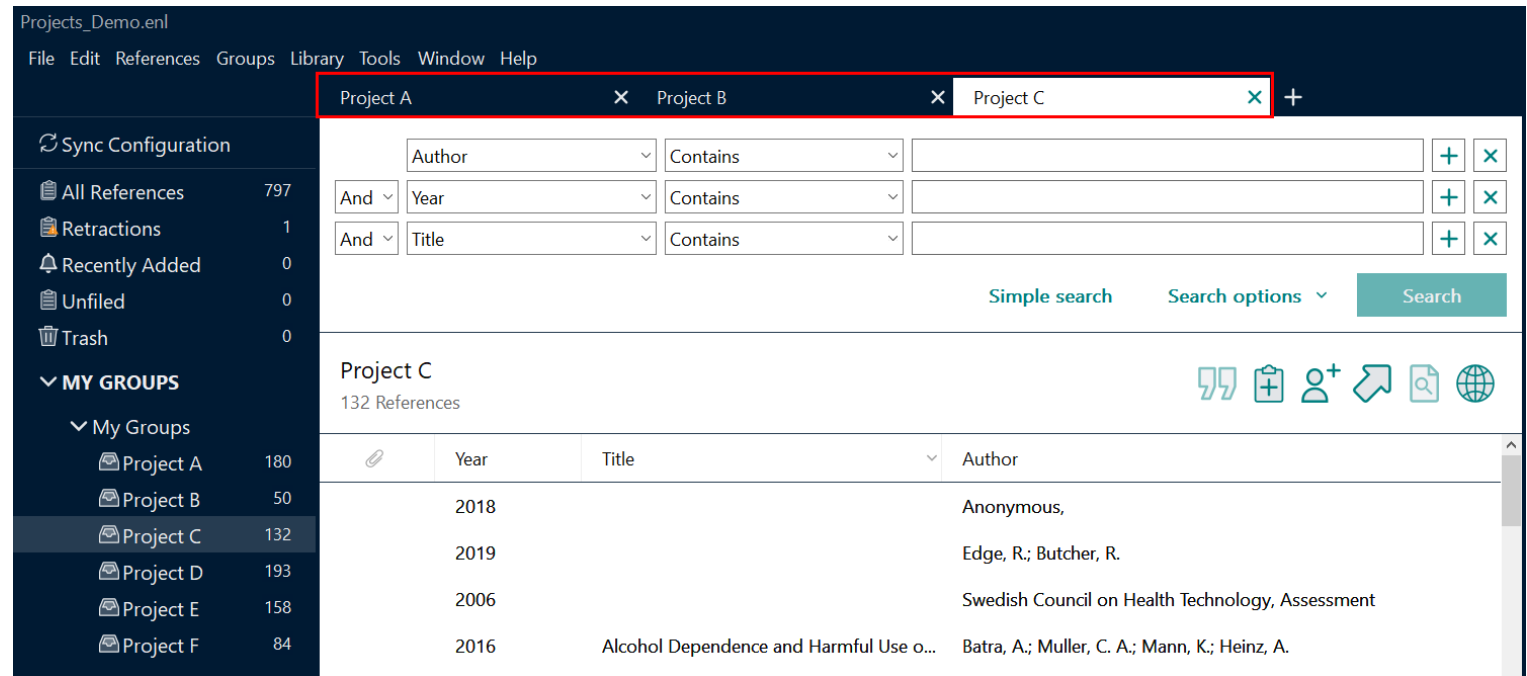 Projects_Demo.enl
File Edit References Groups Library Tools Window Help
Project A Project B Project C
Sync Configuration
All References 797
Retractions 1
Recently Added 0
Unfiled 0
Trash 0
MY GROUPS
My Groups
Project A 180
Project B 50
Project C 132
Project D 193
Project E 158
Project F 84
Author Contains
And Year Contains
And Title Contains
Simple search Search options Search
Project C
132 References
Year Title Author
2018 Anonymous,
2019 Edge, R.; Butcher, R.
2006 Swedish Council on Health Technology, Assessment
2016 Alcohol Dependence and Harmful Use o... Batra, A.; Muller, C. A.; Mann, K.; Heinz, A.